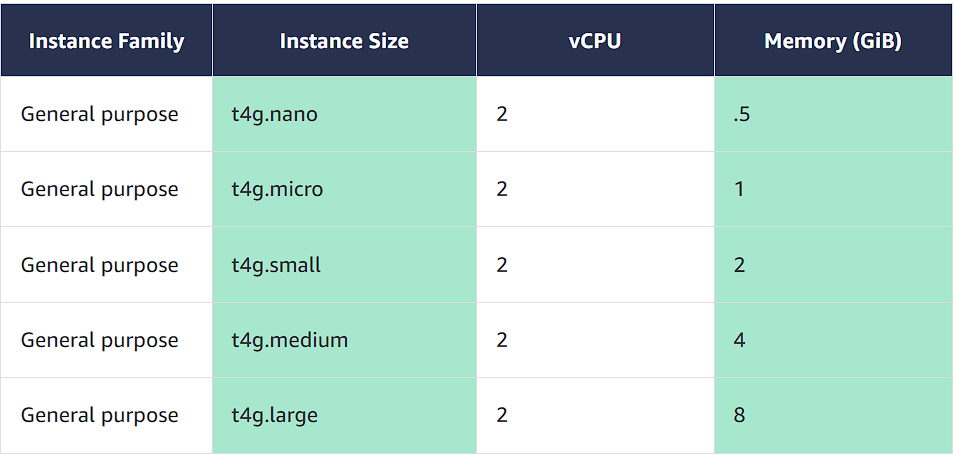 Instance Family Instance Size vCPU Memory (GiB)
General purpose t4g.nano 2 .5
General purpose t4g.micro 2 1
General purpose t4g.small 2 2
General purpose t4g.medium 2 4
General purpose t4g.large 2 8